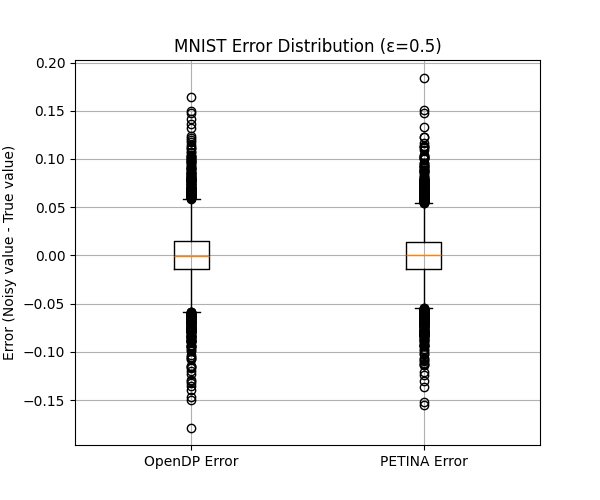 MNIST Error Distribution (ε=0.5)
Error (Noisy value - True value)
0.20
0.15
0.10
0.05
0.00
−0.05
−0.10
−0.15
OpenDP Error
PETINA Error